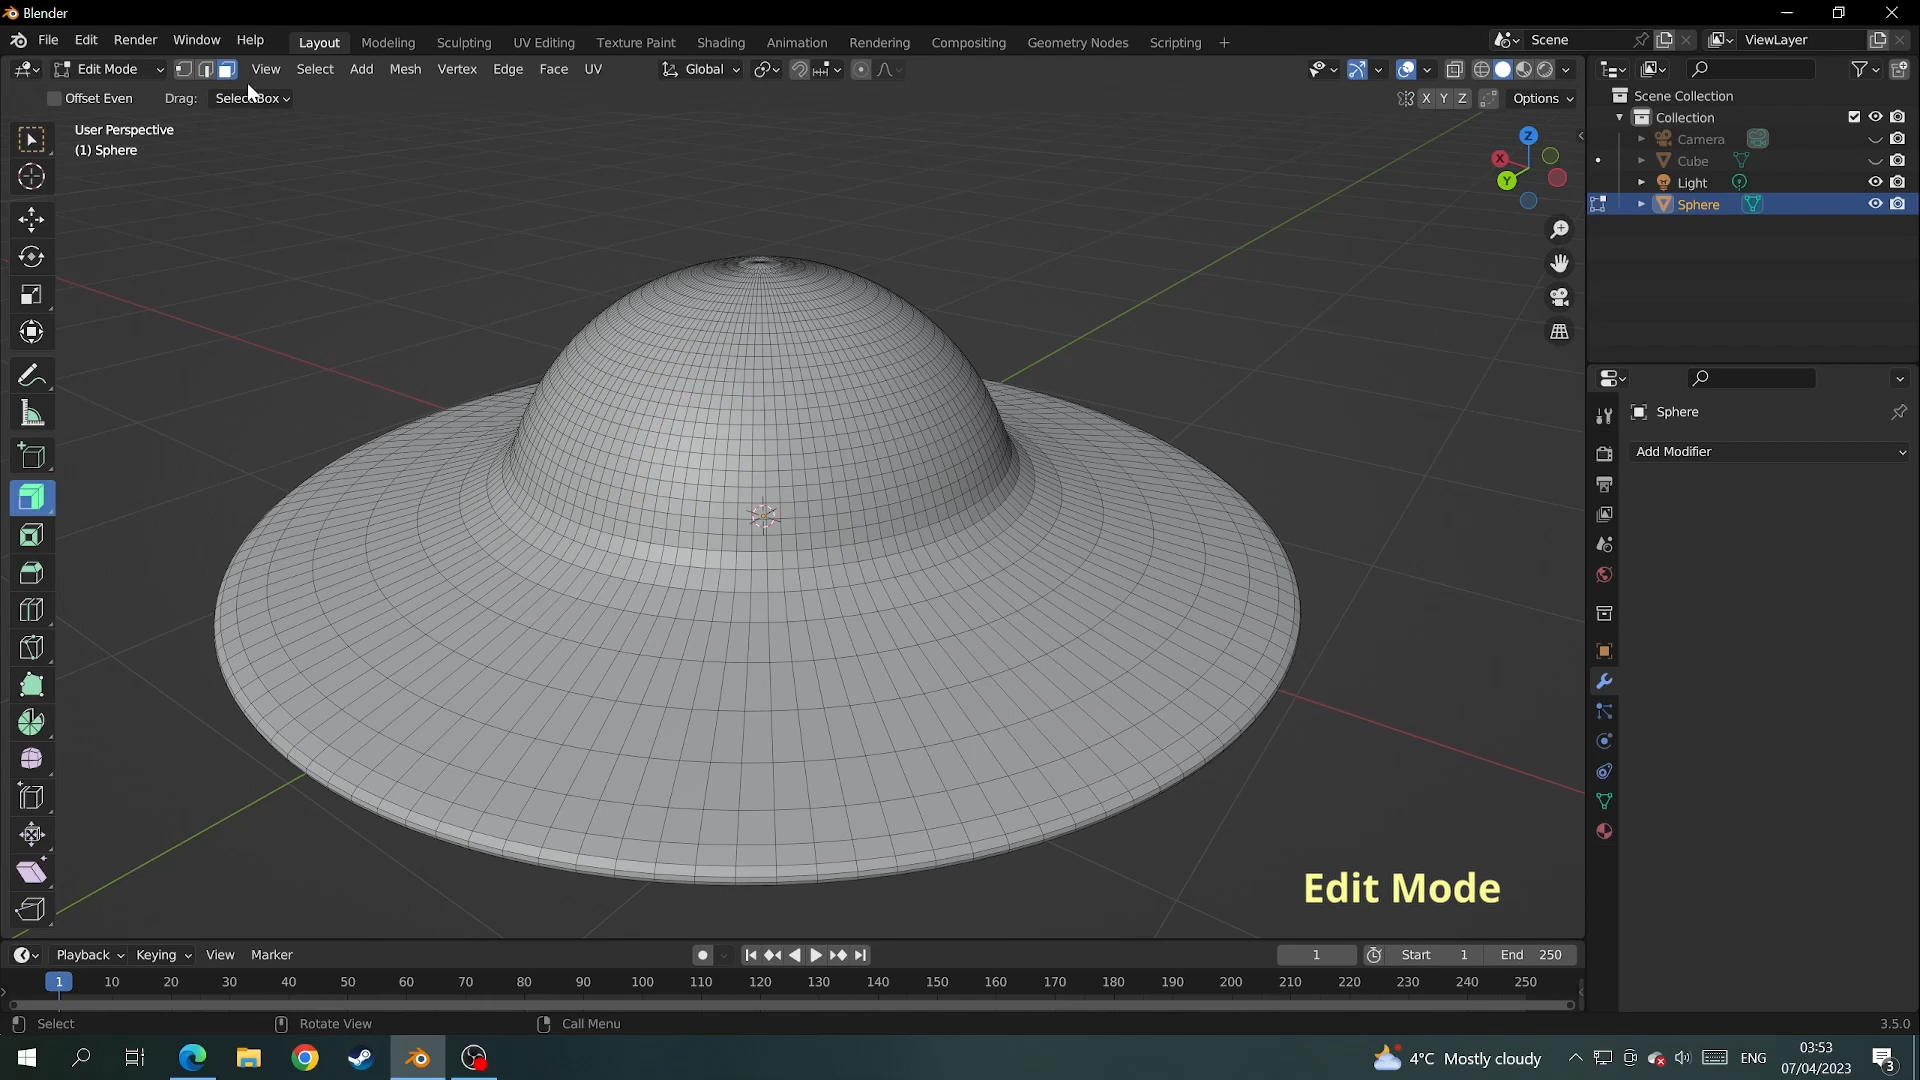 Blender
File Edit Render Window Help Layout Modeling Sculpting UV Editing Texture Paint Shading Animation Rendering Compositing Geometry Nodes Scripting + Scene ViewLayer
Edit Mode View Select Add Mesh Vertex Edge Face UV Global
Offset Even Drag: Select Box X Y Z Options
User Perspective
(1) Sphere
Z
X
Y
Scene Collection
Collection
Camera
Cube
Light
Sphere
Sphere
Add Modifier
Edit Mode
Playback Keying View Marker 1 Start 1 End 250
1 10 20 30 40 50 60 70 80 90 100 110 120 130 140 150 160 170 180 190 200 210 220 230 240 250
Select Rotate View Call Menu 3.5.0
4°C Mostly cloudy ENG 03:53
07/04/2023 3